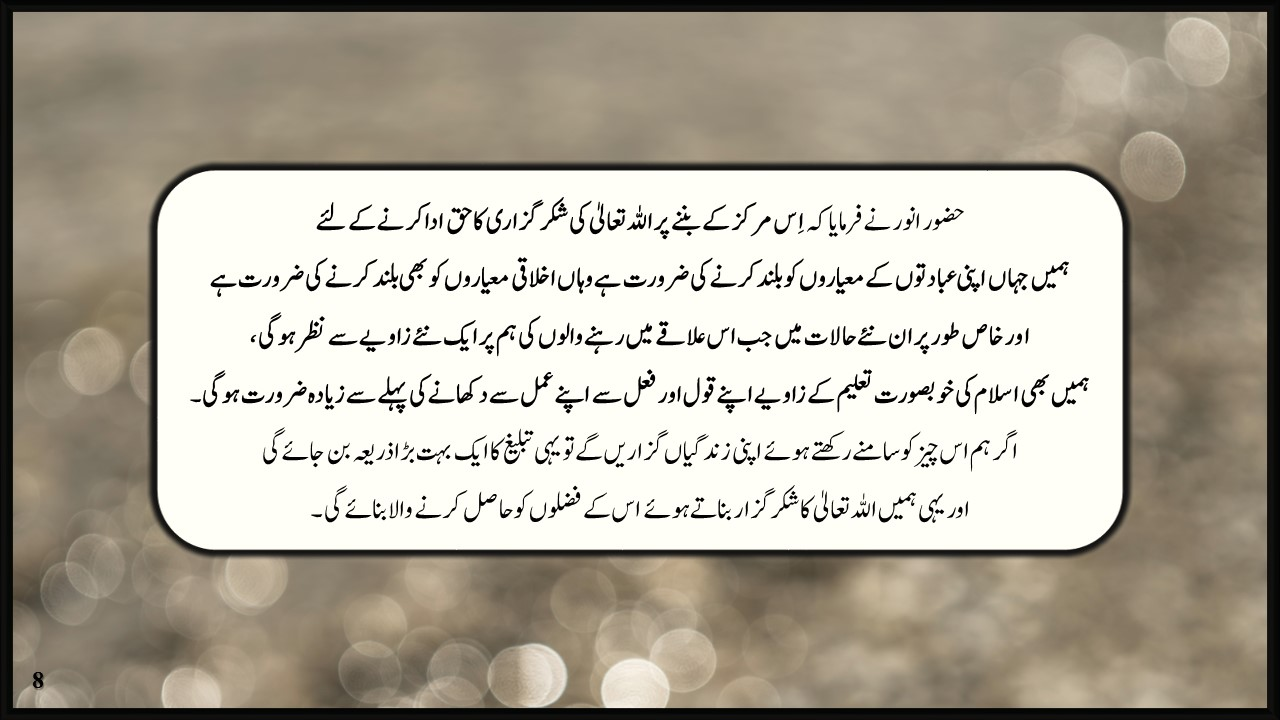 حضور انور نے فرمایا کہ اِس مرکز کے بننے پر اللہ تعالیٰ کی شکر گزاری کا حق ادا کرنے کے لئے
ہمیں جہاں اپنی عبادتوں کے معیاروں کو بلند کرنے کی ضرورت ہے وہاں اخلاقی معیاروں کو بھی بلند کرنے کی ضرورت ہے
اور خاص طور پر ان نئے حالات میں جب اس علاقے میں رہنے والوں کی ہم پر ایک نئے زاویے سے نظر ہو گی،
ہمیں بھی اسلام کی خوبصورت تعلیم کے زاویے اپنے قول اور فعل سے اپنے عمل سے دکھانے کی پہلے سے زیادہ ضرورت ہو گی۔
اگر ہم اس چیز کو سامنے رکھتے ہوئے اپنی زندگیاں گزاریں گے تو یہی تبلیغ کا ایک بہت بڑا ذریعہ بن جائے گی
اور یہی ہمیں اللہ تعالیٰ کا شکر گزار بناتے ہوئے اس کے فضلوں کو حاصل کرنے والا بنائے گی۔
8